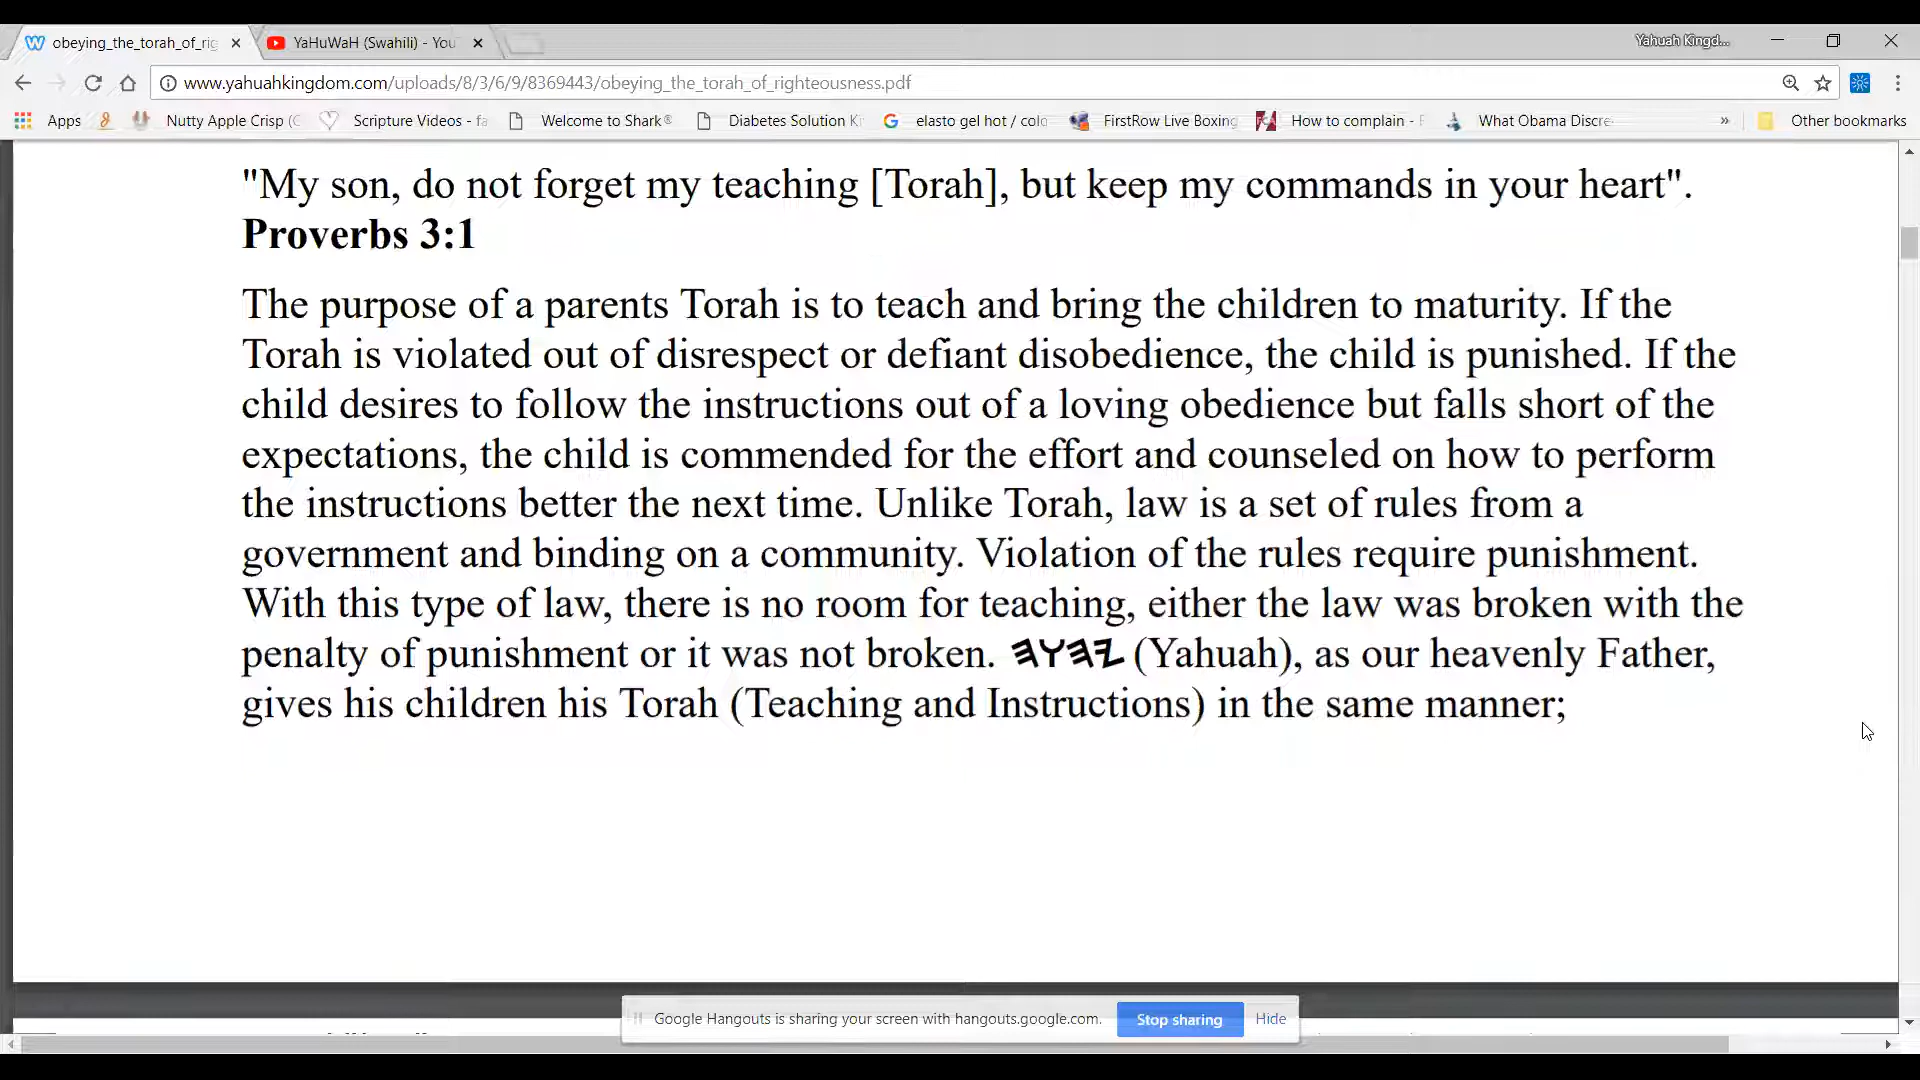 obeying_the_torah_of_rig
YaHuWaH (Swahili) - You
Yahuah Kingd...
www.yahuahkingdom.com/uploads/8/3/6/9/8369443/obeying_the_torah_of_righteousness.pdf
Apps Nutty Apple Crisp (C Scripture Videos - fa Welcome to Shark® Diabetes Solution Ki elasto gel hot / cold FirstRow Live Boxing How to complain - F What Obama Discre » Other bookmarks
"My son, do not forget my teaching [Torah], but keep my commands in your heart".
Proverbs 3:1
The purpose of a parents Torah is to teach and bring the children to maturity. If the
Torah is violated out of disrespect or defiant disobedience, the child is punished. If the
child desires to follow the instructions out of a loving obedience but falls short of the
expectations, the child is commended for the effort and counseled on how to perform
the instructions better the next time. Unlike Torah, law is a set of rules from a
government and binding on a community. Violation of the rules require punishment.
With this type of law, there is no room for teaching, either the law was broken with the
penalty of punishment or it was not broken. 𐤉𐤄𐤅𐤄 (Yahuah), as our heavenly Father,
gives his children his Torah (Teaching and Instructions) in the same manner;
Google Hangouts is sharing your screen with hangouts.google.com. Stop sharing Hide